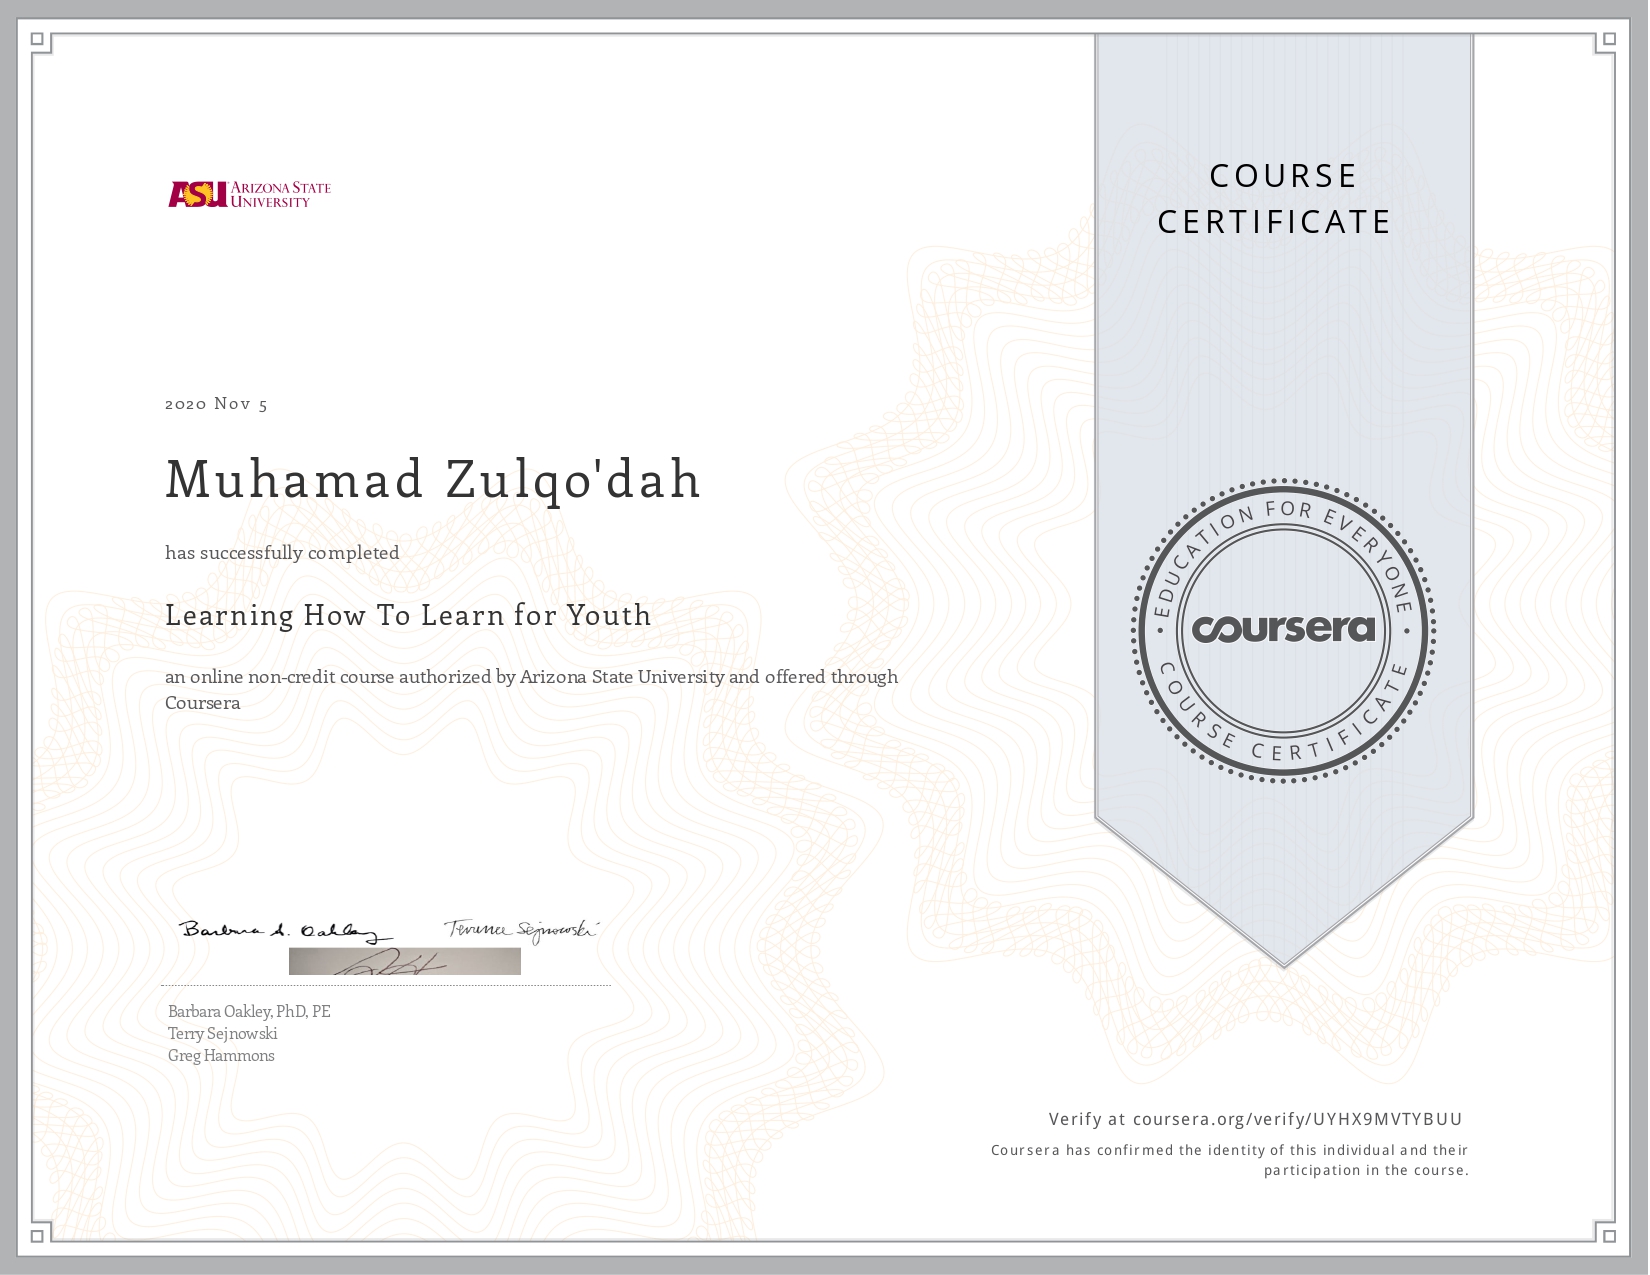 ASU ARIZONA STATE
UNIVERSITY
COURSE
CERTIFICATE
2020 Nov 5
Muhamad Zulqo'dah
has successfully completed
Learning How To Learn for Youth
an online non-credit course authorized by Arizona State University and offered through
Coursera
EDUCATION FOR EVERYONE
coursera
COURSE CERTIFICATE
Barbara A. Oakley
Terrence Sejnowski
Barbara Oakley, PhD, PE
Terry Sejnowski
Greg Hammons
Verify at coursera.org/verify/UYHX9MVTYBUU
Coursera has confirmed the identity of this individual and their
participation in the course.